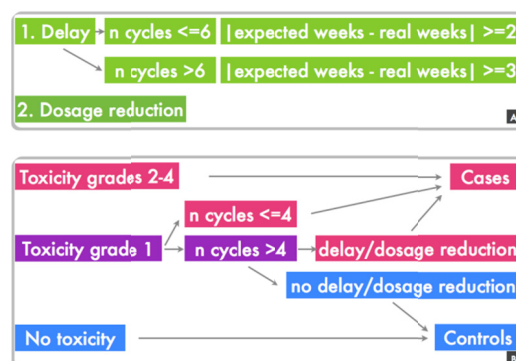 1. Delay n cycles <=6 |expected weeks - real weeks| >=2
n cycles >6 |expected weeks - real weeks| >=3
2. Dosage reduction
A
Toxicity grades 2-4 Cases
n cycles <=4
Toxicity grade 1 n cycles >4 delay/dosage reduction
no delay/dosage reduction
No toxicity Controls